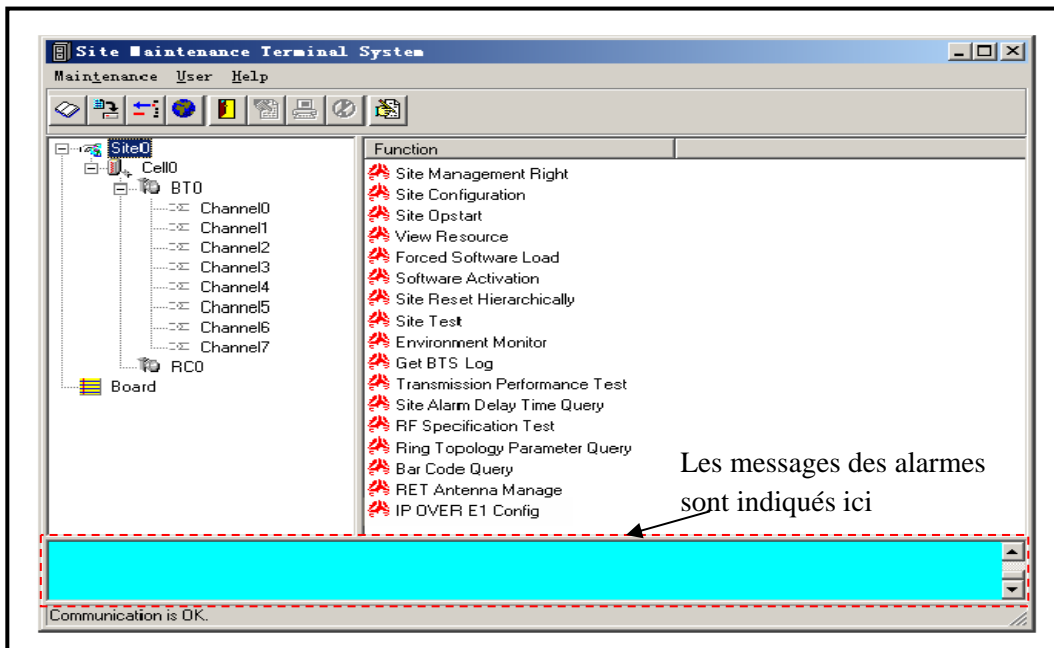 Site Maintenance Terminal System
Maintenance User Help
Site0
Cell0
BT0
Channel0
Channel1
Channel2
Channel3
Channel4
Channel5
Channel6
Channel7
RC0
Board
Function
Site Management Right
Site Configuration
Site Opstart
View Resource
Forced Software Load
Software Activation
Site Reset Hierarchically
Site Test
Environment Monitor
Get BTS Log
Transmission Performance Test
Site Alarm Delay Time Query
RF Specification Test
Ring Topology Parameter Query
Bar Code Query
RET Antenna Manage
IP OVER E1 Config
Les messages des alarmes
sont indiqués ici
Communication is OK.